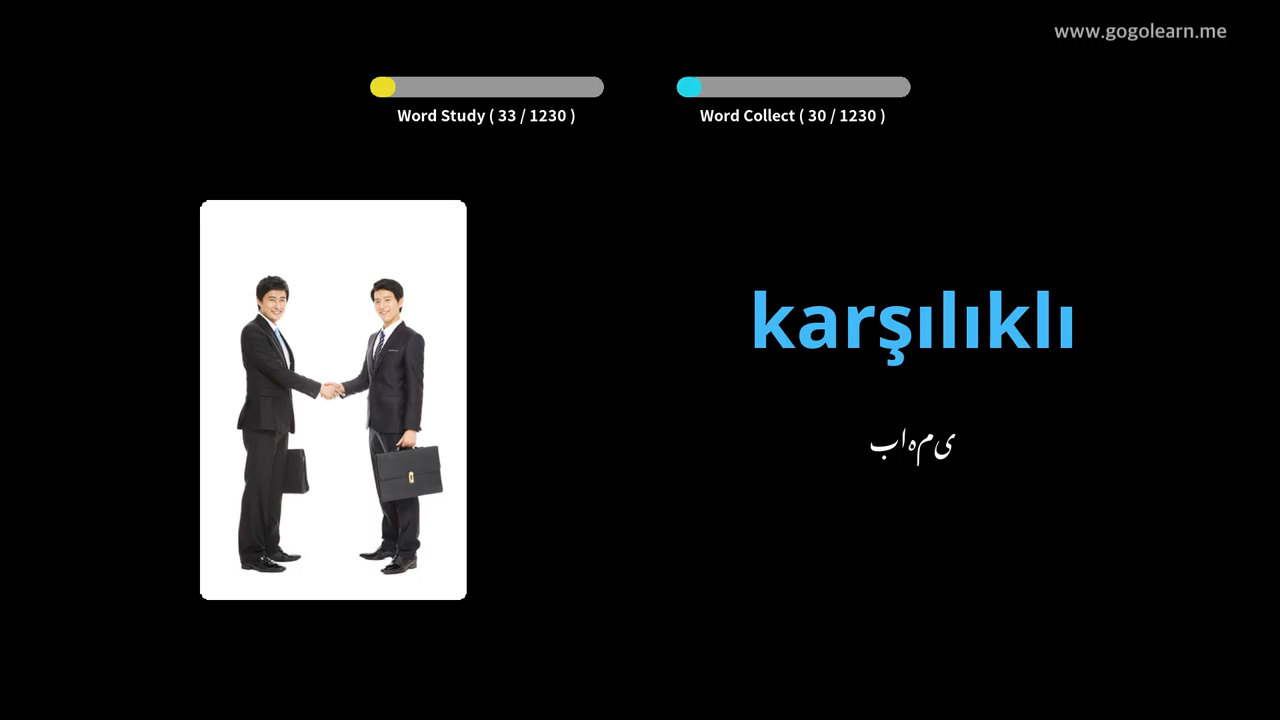 www.gogolearn.me
Word Study ( 33 / 1230 )
Word Collect ( 30 / 1230 )
karşılıklı
باہمی